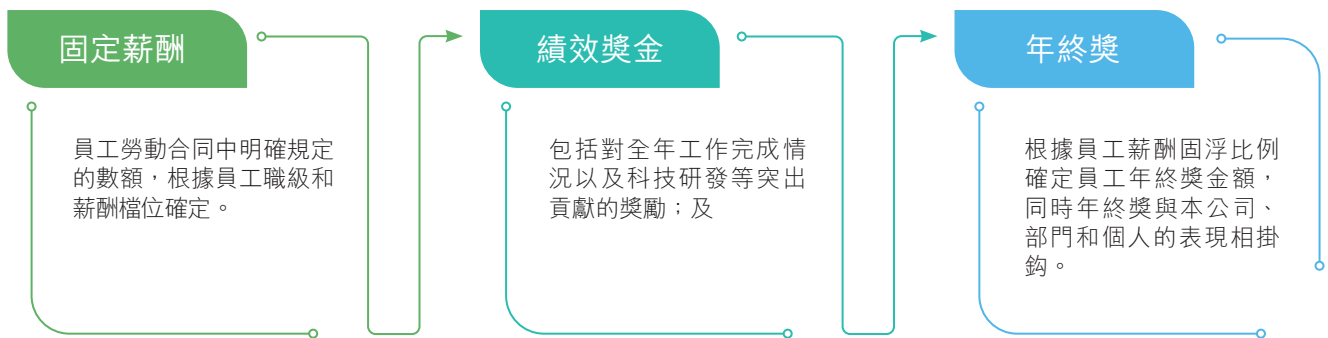 固定薪酬
員工勞動合同中明確規定
的數額，根據員工職級和
薪酬檔位確定。
績效獎金
包括對全年工作完成情
況以及科技研發等突出
貢獻的獎勵；及
年終獎
根據員工薪酬固浮比例
確定員工年終獎金額，
同時年終獎與本公司、
部門和個人的表現相掛
鈎。